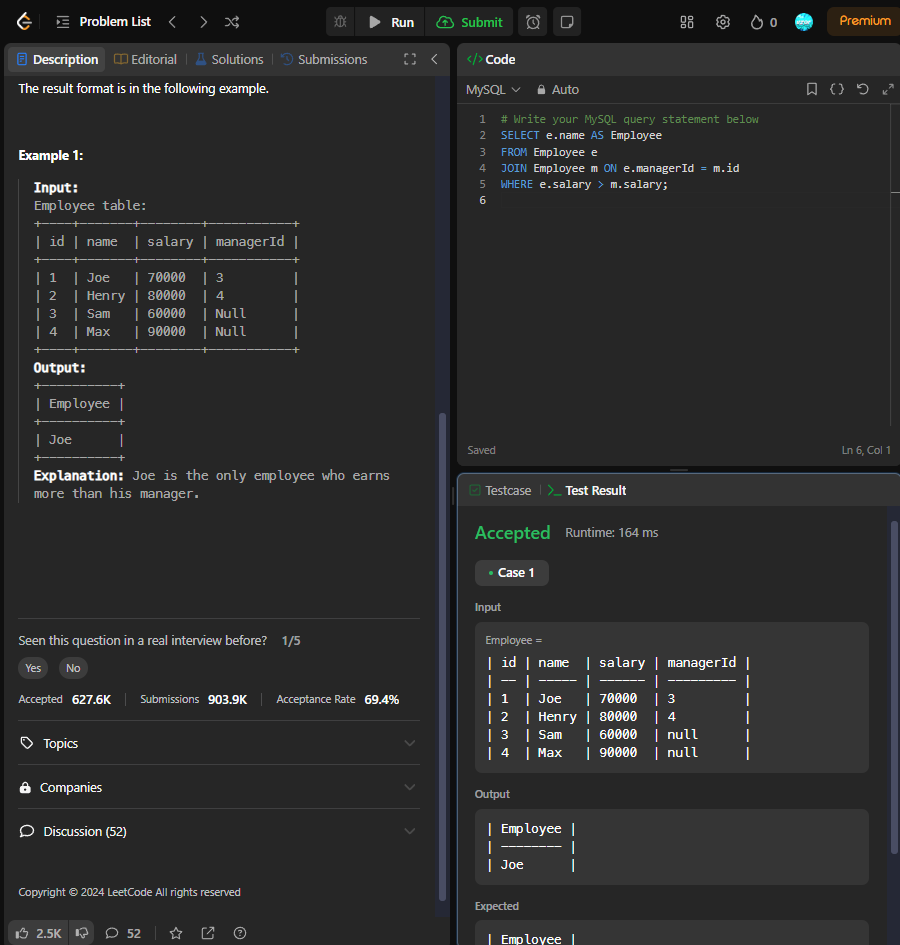 Problem List
Run
Submit
0
Premium
Description
Editorial
Solutions
Submissions
The result format is in the following example.
Example 1:
Input:
Employee table:
+----+-------+--------+-----------+
| id | name  | salary | managerId |
+----+-------+--------+-----------+
| 1  | Joe   | 70000  | 3         |
| 2  | Henry | 80000  | 4         |
| 3  | Sam   | 60000  | Null      |
| 4  | Max   | 90000  | Null      |
+----+-------+--------+-----------+
Output:
+----------+
| Employee |
+----------+
| Joe      |
+----------+
Explanation: Joe is the only employee who earns
more than his manager.
Seen this question in a real interview before? 1/5
Yes
No
Accepted 627.6K
Submissions 903.9K
Acceptance Rate 69.4%
Topics
Companies
Discussion (52)
Copyright © 2024 LeetCode All rights reserved
2.5K
52
</> Code
MySQL
Auto
1 # Write your MySQL query statement below
2 SELECT e.name AS Employee
3 FROM Employee e
4 JOIN Employee m ON e.managerId = m.id
5 WHERE e.salary > m.salary;
6
Saved
Ln 6, Col 1
Testcase
Test Result
Accepted
Runtime: 164 ms
• Case 1
Input
Employee =
| id | name  | salary | managerId |
| -- | ----- | ------ | --------- |
| 1  | Joe   | 70000  | 3         |
| 2  | Henry | 80000  | 4         |
| 3  | Sam   | 60000  | null      |
| 4  | Max   | 90000  | null      |
Output
| Employee |
| -------- |
| Joe      |
Expected
| Employee |